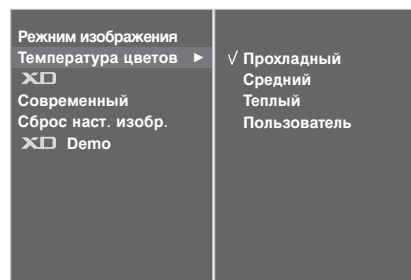 Режим изображения
Температура цветов ►
XD
Современный
Сброс наст. изобр.
XD Demo
√ Прохладный
Средний
Теплый
Пользователь